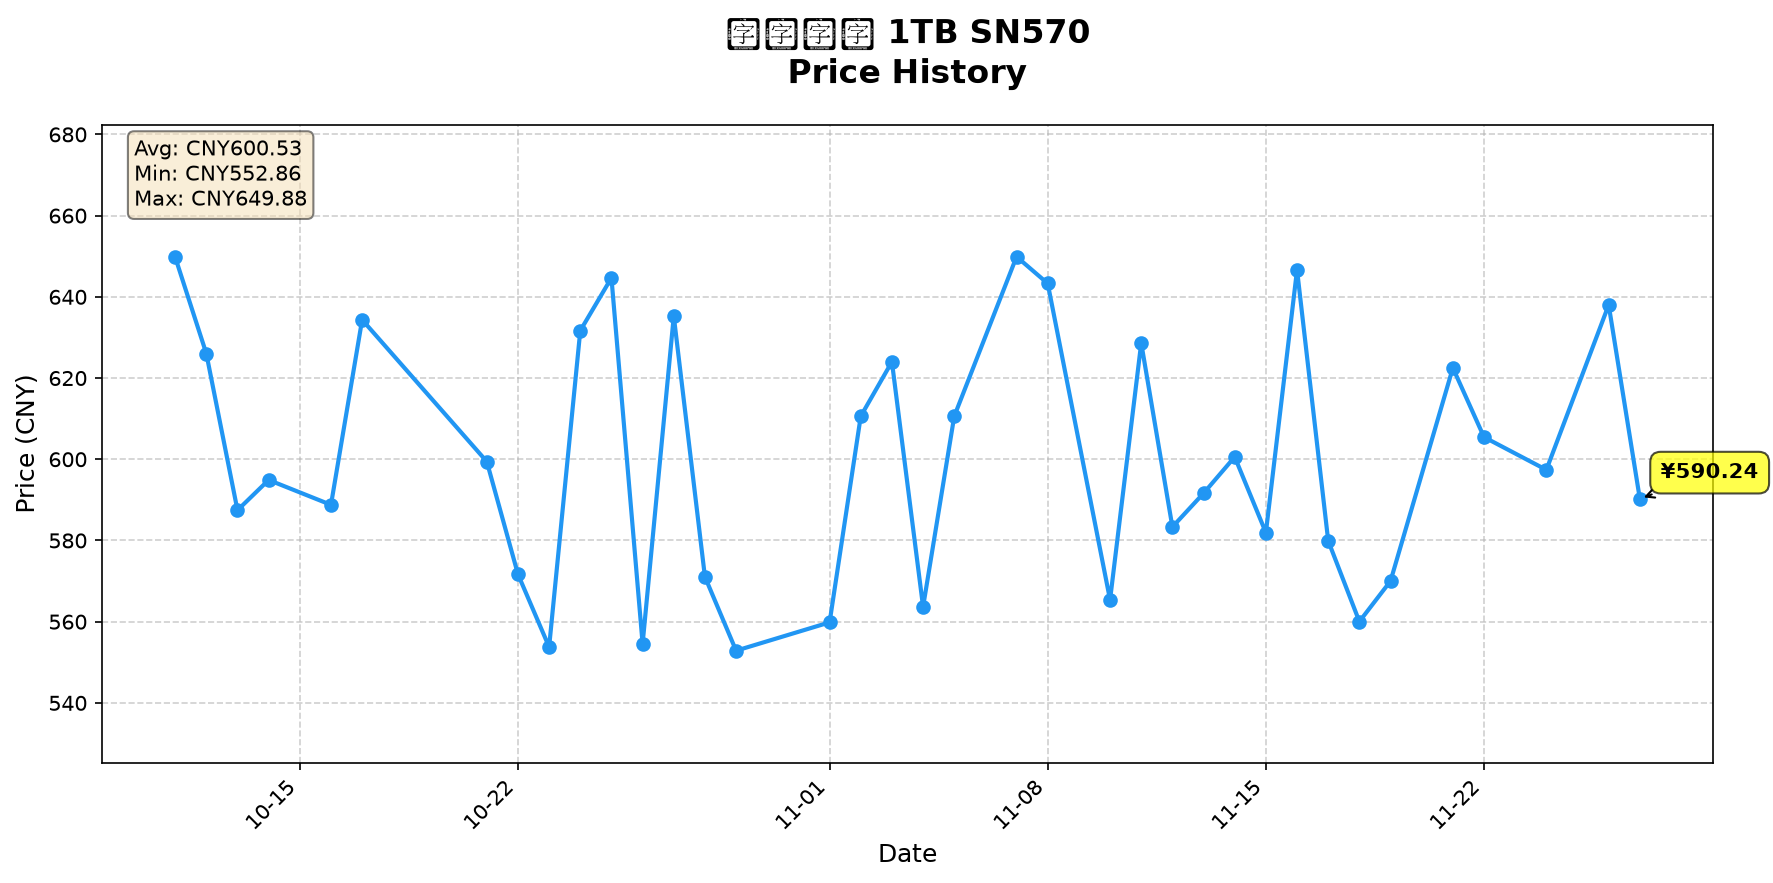 1TB SN570
Price History
Avg: CNY600.53
Min: CNY552.86
Max: CNY649.88
680
660
640
620
600
580
560
540
Price (CNY)
¥590.24
10-15
10-22
11-01
11-08
11-15
11-22
Date